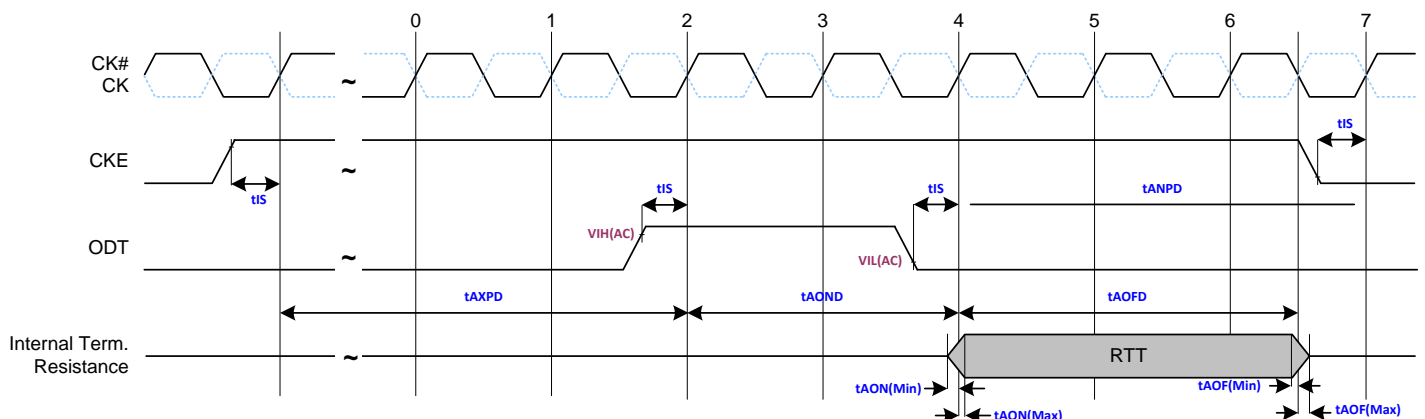 0 1 2 3 4 5 6 7
CK#
CK
~
tIS
CKE
~
tIS
tIS
tIS
tANPD
VIH(AC)
ODT
~
VIL(AC)
tAXPD
tAOND
tAOFD
Internal Term.
Resistance
~
RTT
tAON(Min)
tAOF(Min)
tAON(Max)
tAOF(Max)